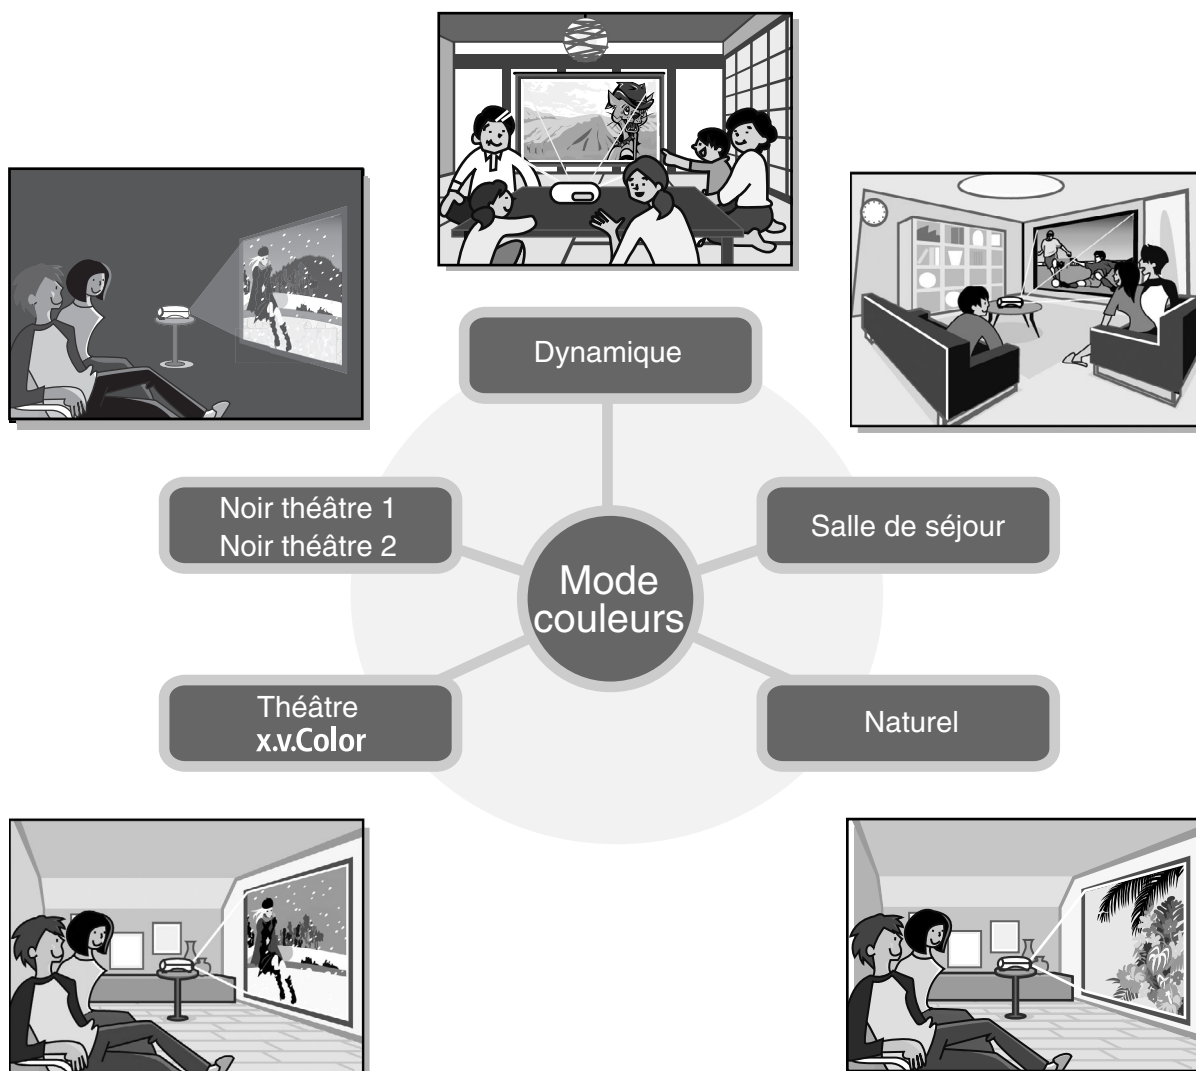 Dynamique
Noir théâtre 1
Noir théâtre 2
Salle de séjour
Mode
couleurs
Théâtre
x.v.Color
Naturel